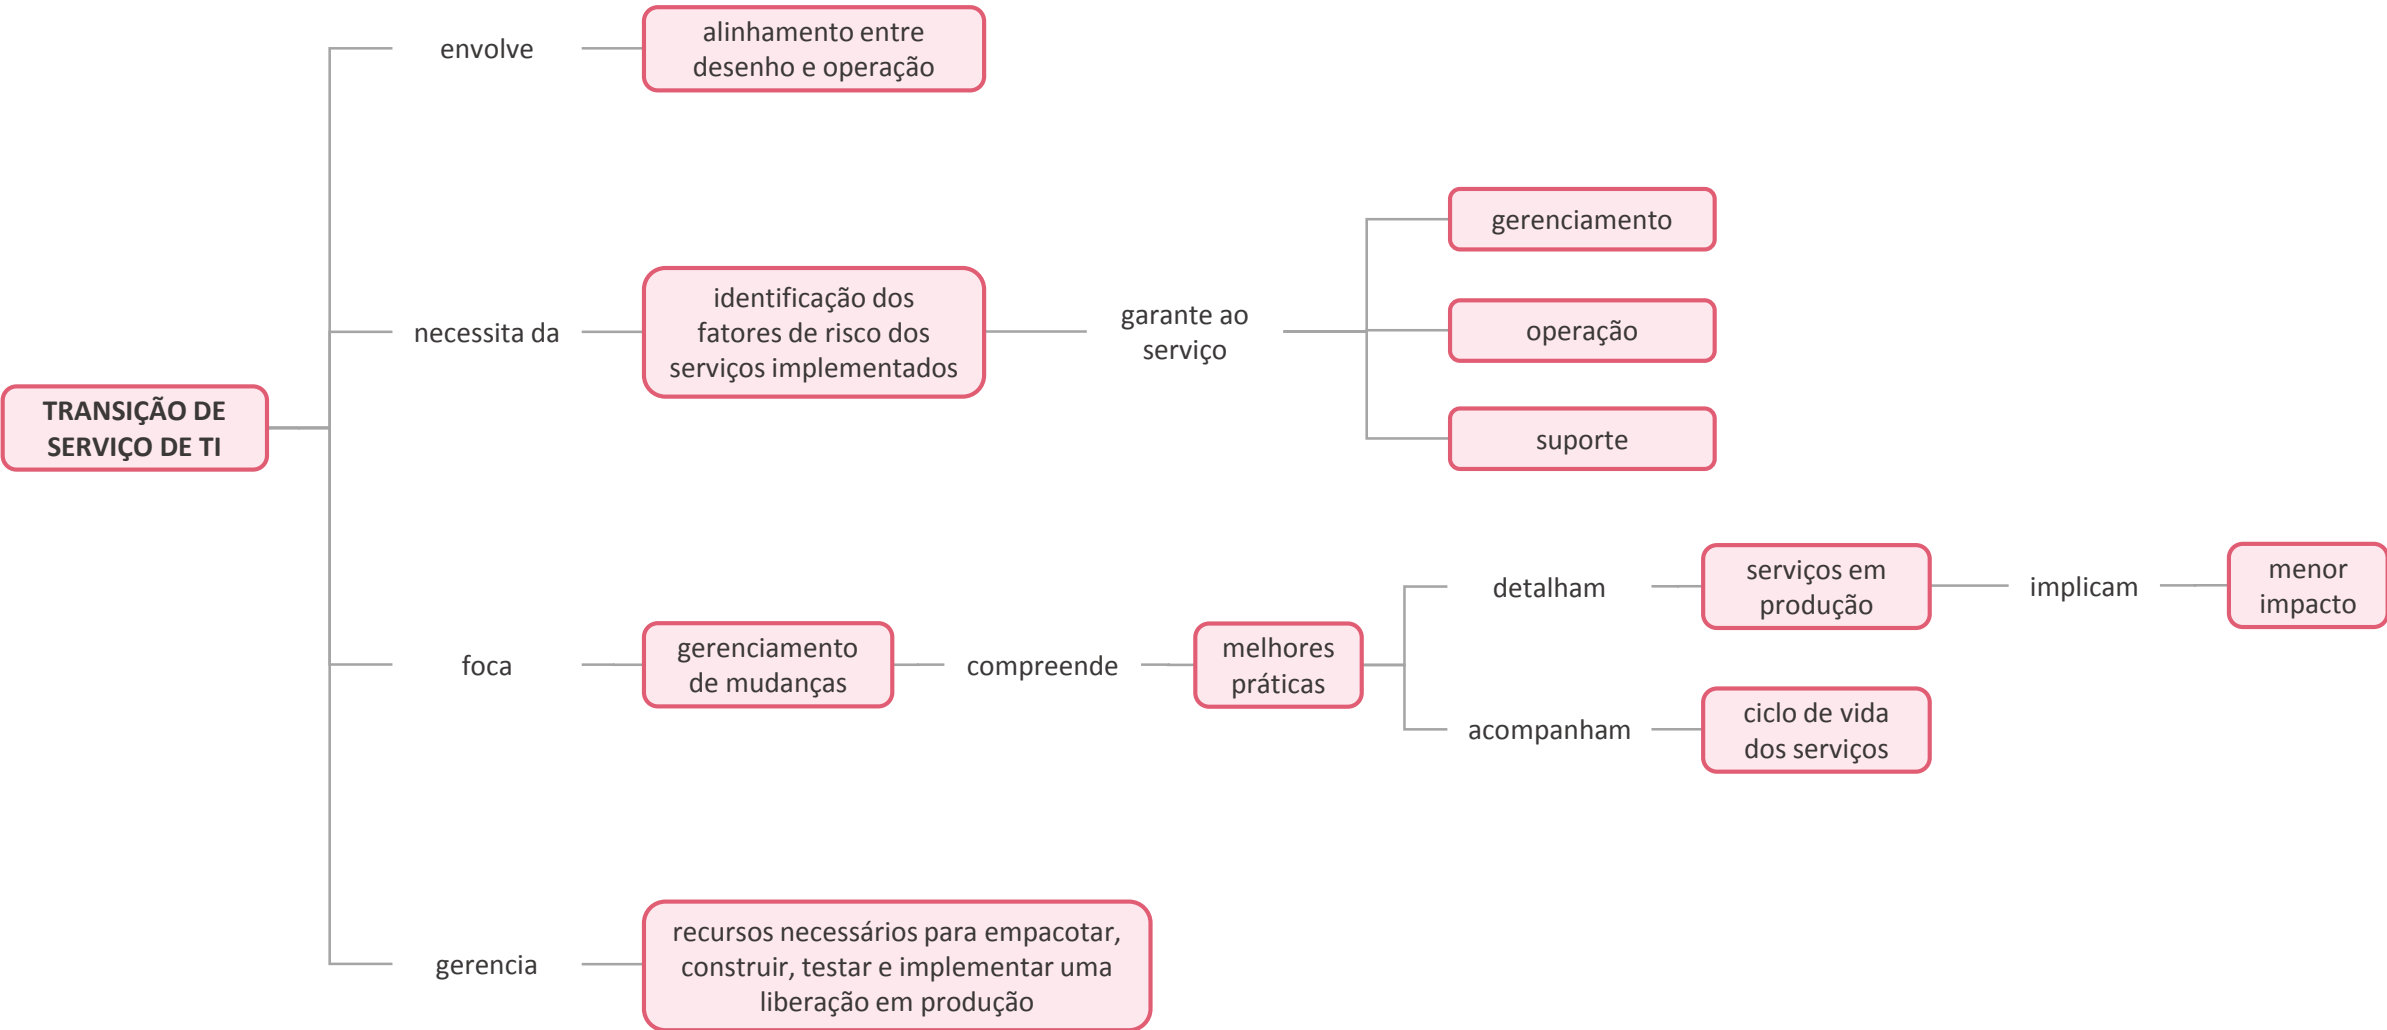 TRANSIÇÃO DE
SERVIÇO DE TI
envolve
alinhamento entre
desenho e operação
necessita da
identificação dos
fatores de risco dos
serviços implementados
garante ao
serviço
gerenciamento
operação
suporte
foca
gerenciamento
de mudanças
compreende
melhores
práticas
detalham
serviços em
produção
implicam
menor
impacto
acompanham
ciclo de vida
dos serviços
gerencia
recursos necessários para empacotar,
construir, testar e implementar uma
liberação em produção